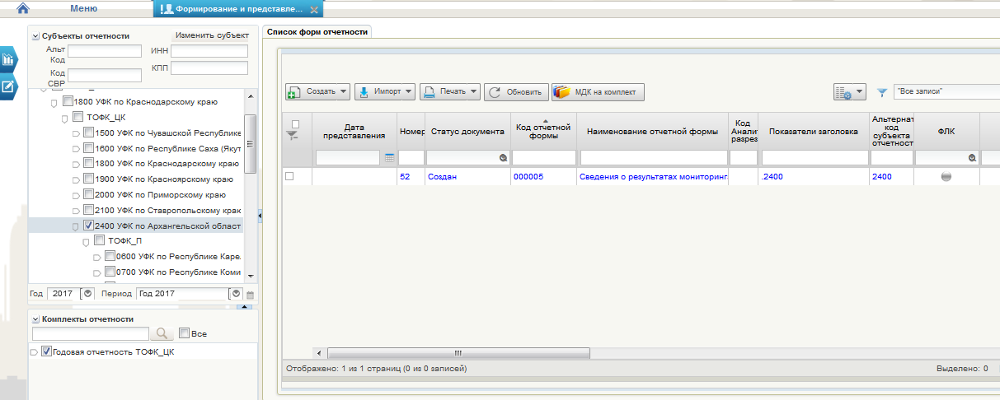 Меню
Формирование и представле...
Субъекты отчетности
Изменить субъект
Альт Код
ИНН
Код СВР
КПП
1800 УФК по Краснодарскому краю
ТОФК_ЦК
1500 УФК по Чувашской Республике
1600 УФК по Республике Саха (Якут
1800 УФК по Краснодарскому краю
1900 УФК по Красноярскому краю
2000 УФК по Приморскому краю
2100 УФК по Ставропольскому крак
2400 УФК по Архангельской област
ТОФК_П
0600 УФК по Республике Каре.
0700 УФК по Республике Коми
Год 2017 Период Год 2017
Комплекты отчетности
Все
Годовая отчетность ТОФК_ЦК
Список форм отчетности
Создать Импорт Печать Обновить МДК на комплект
"Все записи"
Дата представления
Номер
Статус документа
Код отчетной формы
Наименование отчетной формы
Код Аналит разрез
Показатели заголовка
Альтернат код субъекта отчетност
ФЛК
52 Создан 000005 Сведения о результатах мониторинга .2400 2400
Отображено: 1 из 1 страниц (0 из 0 записей)
Выделено: 0